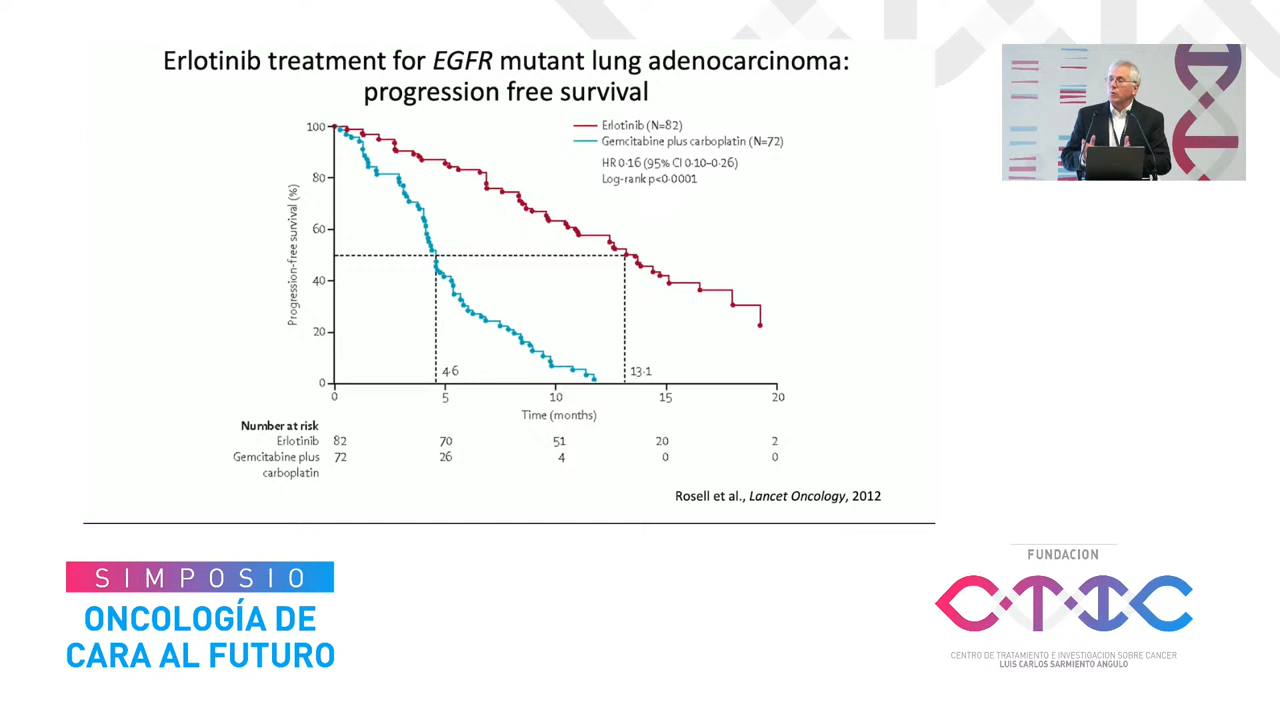 Erlotinib treatment for EGFR mutant lung adenocarcinoma:
progression free survival
Erlotinib (N=82)
Gemcitabine plus carboplatin (N=72)
HR 0·16 (95% CI 0·10–0·26)
Log-rank p<0·0001
Progression-free survival (%)
100
80
60
40
20
0
4·6
13·1
0 5 10 15 20
Time (months)
Number at risk
Erlotinib 82 70 51 20 2
Gemcitabine plus 72 26 4 0 0
carboplatin
Rosell et al., Lancet Oncology, 2012
SIMPOSIO
ONCOLOGÍA DE
CARA AL FUTURO
FUNDACION
CTIC
CENTRO DE TRATAMIENTO E INVESTIGACION SOBRE CANCER
LUIS CARLOS SARMIENTO ANGULO